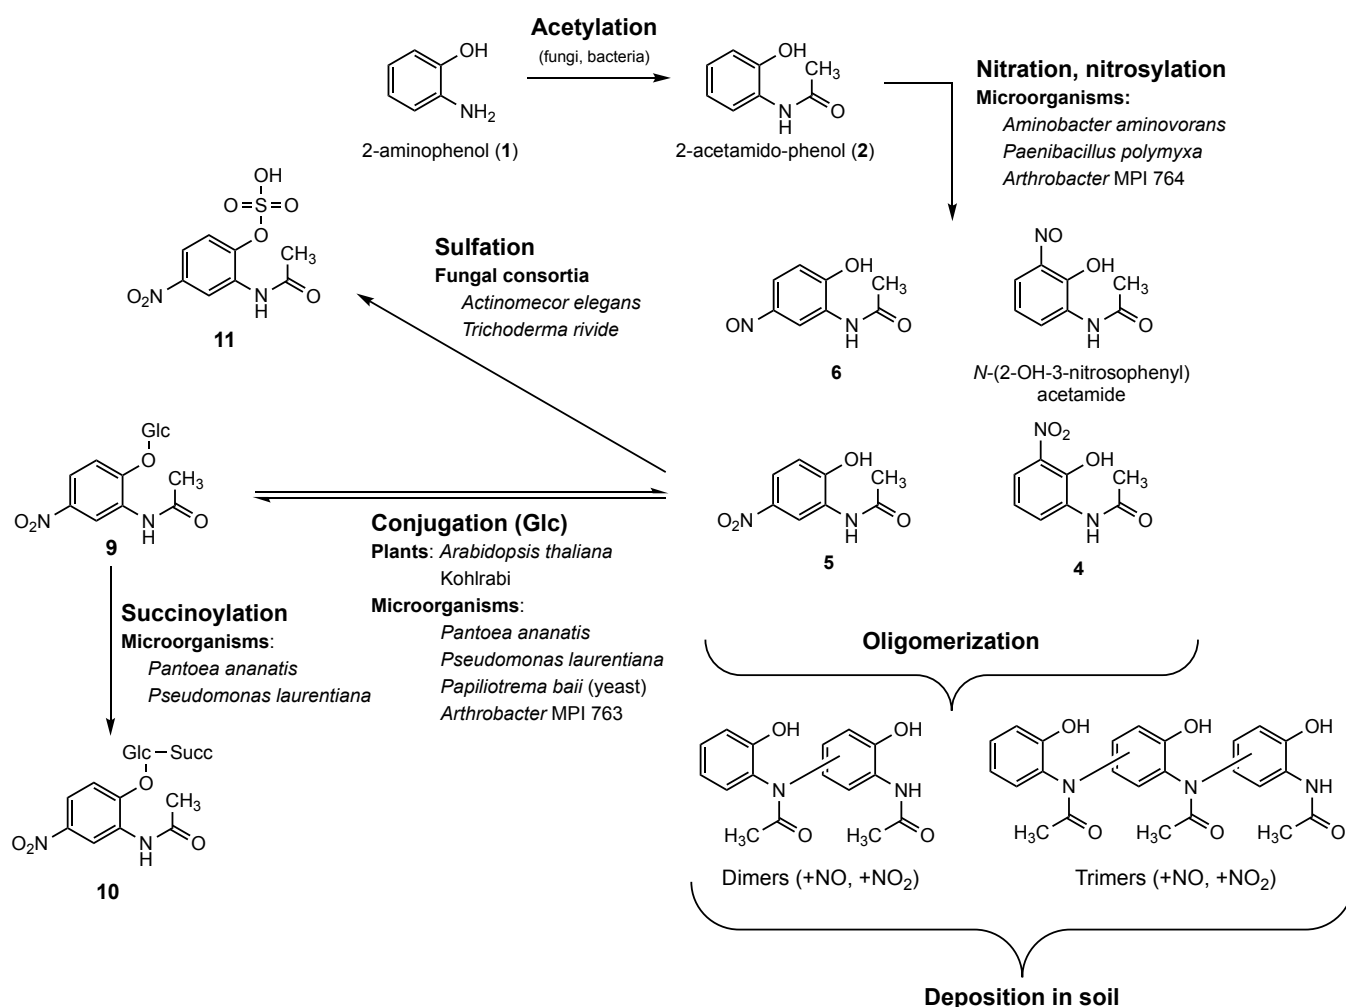 Acetylation
(fungi, bacteria)
OH
NH2
2-aminophenol (1)
OH
CH3
N
H
O
2-acetamido-phenol (2)
Nitration, nitrosylation
Microorganisms:
Aminobacter aminovorans
Paenibacillus polymyxa
Arthrobacter MPI 764
OH
O=S=O
O
CH3
O2N
N
H
O
11
Sulfation
Fungal consortia
Actinomecor elegans
Trichoderma rivide
OH
CH3
ON
N
H
O
6
NO
OH
CH3
N
H
O
N-(2-OH-3-nitrosophenyl)
acetamide
Glc
O
CH3
O2N
N
H
O
9
Conjugation (Glc)
Plants: Arabidopsis thaliana
Kohlrabi
Microorganisms:
Pantoea ananatis
Pseudomonas laurentiana
Papiliotrema baii (yeast)
Arthrobacter MPI 763
OH
CH3
O2N
N
H
O
5
NO2
OH
CH3
N
H
O
4
Succinoylation
Microorganisms:
Pantoea ananatis
Pseudomonas laurentiana
Glc–Succ
O
CH3
O2N
N
H
O
10
Oligomerization
OH
OH
N
NH
H3C
O
H3C
O
Dimers (+NO, +NO2)
OH
OH
OH
N
N
NH
H3C
O
H3C
O
H3C
O
Trimers (+NO, +NO2)
Deposition in soil